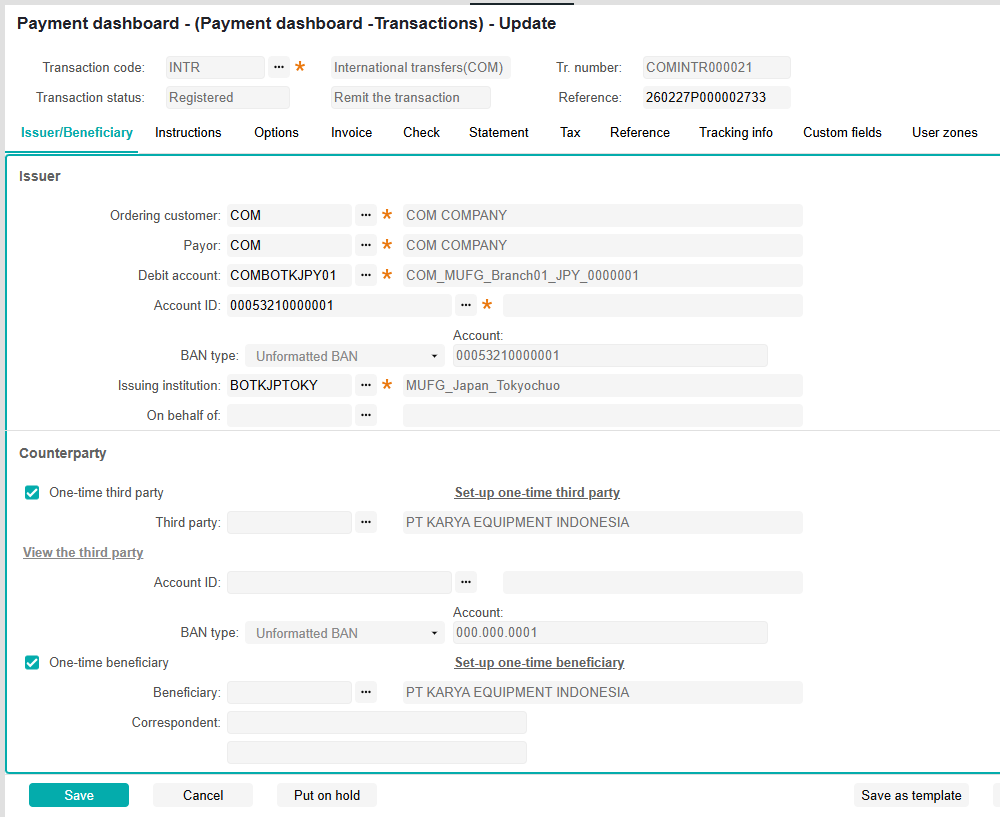 Payment dashboard - (Payment dashboard -Transactions) - Update
Transaction code: INTR ··· * International transfers(COM) Tr. number: COMINTR000021
Transaction status: Registered Remit the transaction Reference: 260227P000002733
Issuer/Beneficiary Instructions Options Invoice Check Statement Tax Reference Tracking info Custom fields User zones
Issuer
Ordering customer: COM ··· * COM COMPANY
Payor: COM ··· * COM COMPANY
Debit account: COMBOTKJPY01 ··· * COM_MUFG_Branch01_JPY_0000001
Account ID: 00053210000001 ··· *
Account:
BAN type: Unformatted BAN 00053210000001
Issuing institution: BOTKJPTOKY ··· * MUFG_Japan_Tokyochuo
On behalf of: ···
Counterparty
One-time third party Set-up one-time third party
Third party: ··· PT KARYA EQUIPMENT INDONESIA
View the third party
Account ID: ···
Account:
BAN type: Unformatted BAN 000.000.0001
One-time beneficiary Set-up one-time beneficiary
Beneficiary: ··· PT KARYA EQUIPMENT INDONESIA
Correspondent:
Save Cancel Put on hold Save as template